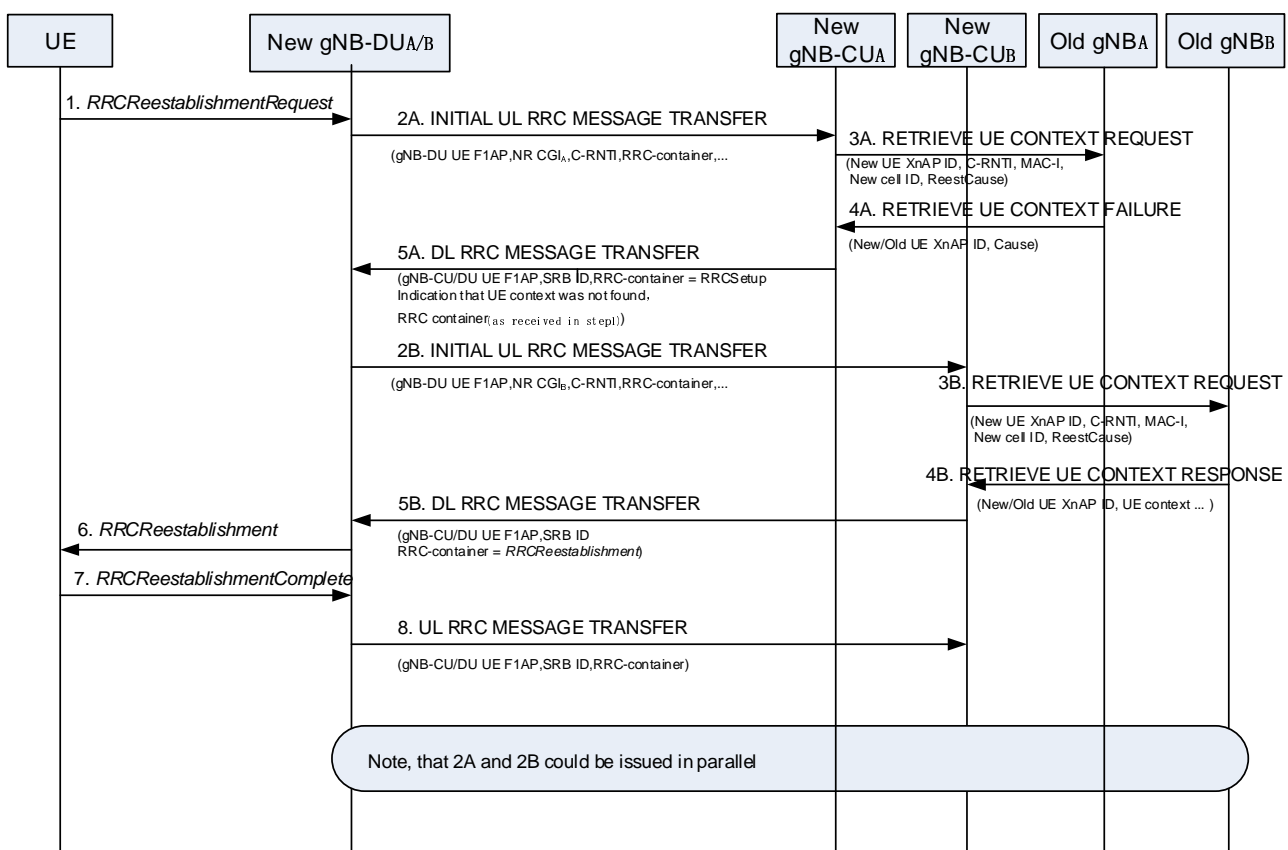 UE
New gNB-DUA/B
New
gNB-CUA
New
gNB-CUB
Old gNBA
Old gNBB
1. RRCReestablishmentRequest
2A. INITIAL UL RRC MESSAGE TRANSFER
(gNB-DU UE F1AP,NR CGIA,C-RNTI,RRC-container,...
3A. RETRIEVE UE CONTEXT REQUEST
(New UE XnAP ID, C-RNTI, MAC-I,
New cell ID, ReestCause)
4A. RETRIEVE UE CONTEXT FAILURE
(New/Old UE XnAP ID, Cause)
5A. DL RRC MESSAGE TRANSFER
(gNB-CU/DU UE F1AP,SRB ID,RRC-container = RRCSetup
Indication that UE context was not found,
RRC container(as received in step1))
2B. INITIAL UL RRC MESSAGE TRANSFER
(gNB-DU UE F1AP,NR CGIB,C-RNTI,RRC-container,...
3B. RETRIEVE UE CONTEXT REQUEST
(New UE XnAP ID, C-RNTI, MAC-I,
New cell ID, ReestCause)
4B. RETRIEVE UE CONTEXT RESPONSE
(New/Old UE XnAP ID, UE context ... )
5B. DL RRC MESSAGE TRANSFER
(gNB-CU/DU UE F1AP,SRB ID
RRC-container = RRCReestablishment)
6. RRCReestablishment
7. RRCReestablishmentComplete
8. UL RRC MESSAGE TRANSFER
(gNB-CU/DU UE F1AP,SRB ID,RRC-container)
Note, that 2A and 2B could be issued in parallel